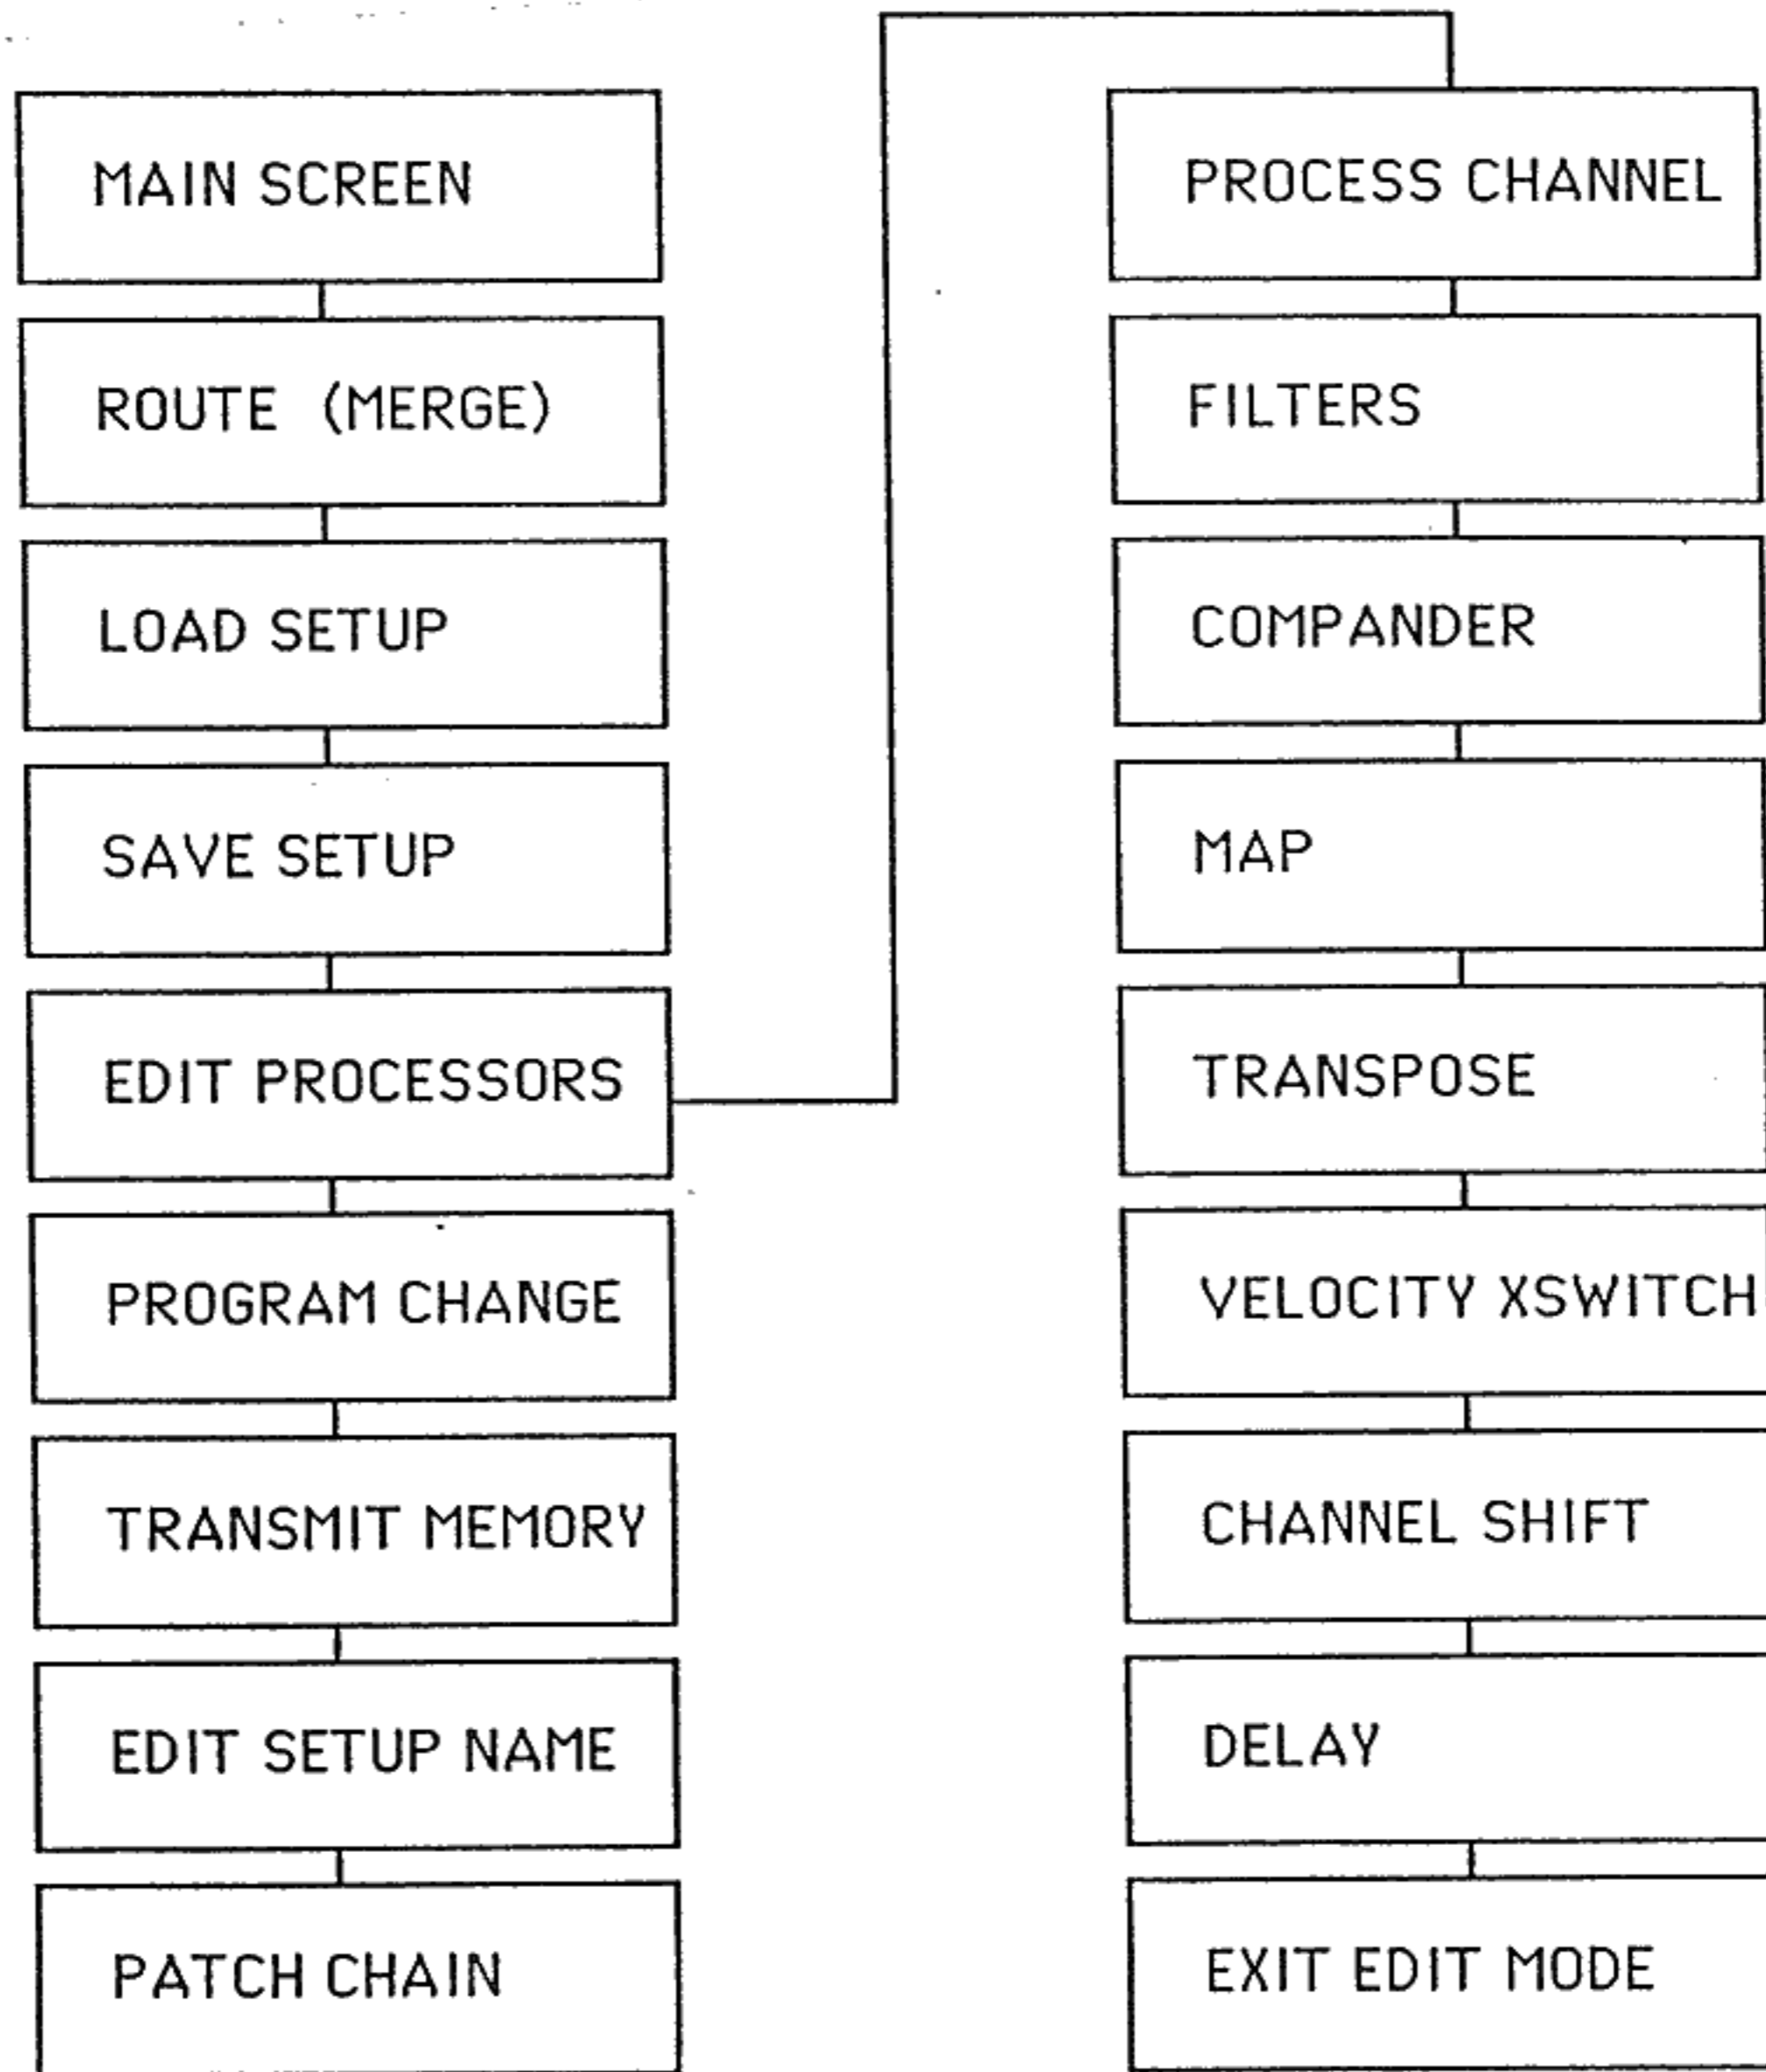 MAIN SCREEN
ROUTE (MERGE)
LOAD SETUP
SAVE SETUP
EDIT PROCESSORS
PROGRAM CHANGE
TRANSMIT MEMORY
EDIT SETUP NAME
PATCH CHAIN
PROCESS CHANNEL
FILTERS
COMPANDER
MAP
TRANSPOSE
VELOCITY XSWITCH
CHANNEL SHIFT
DELAY
EXIT EDIT MODE